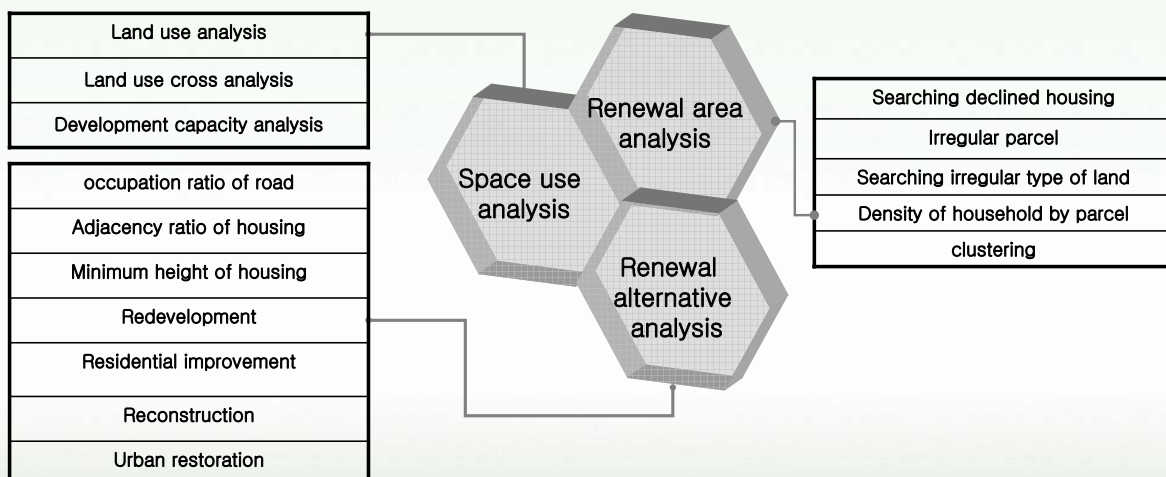 Land use analysis
Land use cross analysis
Development capacity analysis
occupation ratio of road
Adjacency ratio of housing
Minimum height of housing
Redevelopment
Residential improvement
Reconstruction
Urban restoration
Space use
analysis
Renewal area
analysis
Renewal
alternative
analysis
Searching declined housing
Irregular parcel
Searching irregular type of land
Density of household by parcel
clustering